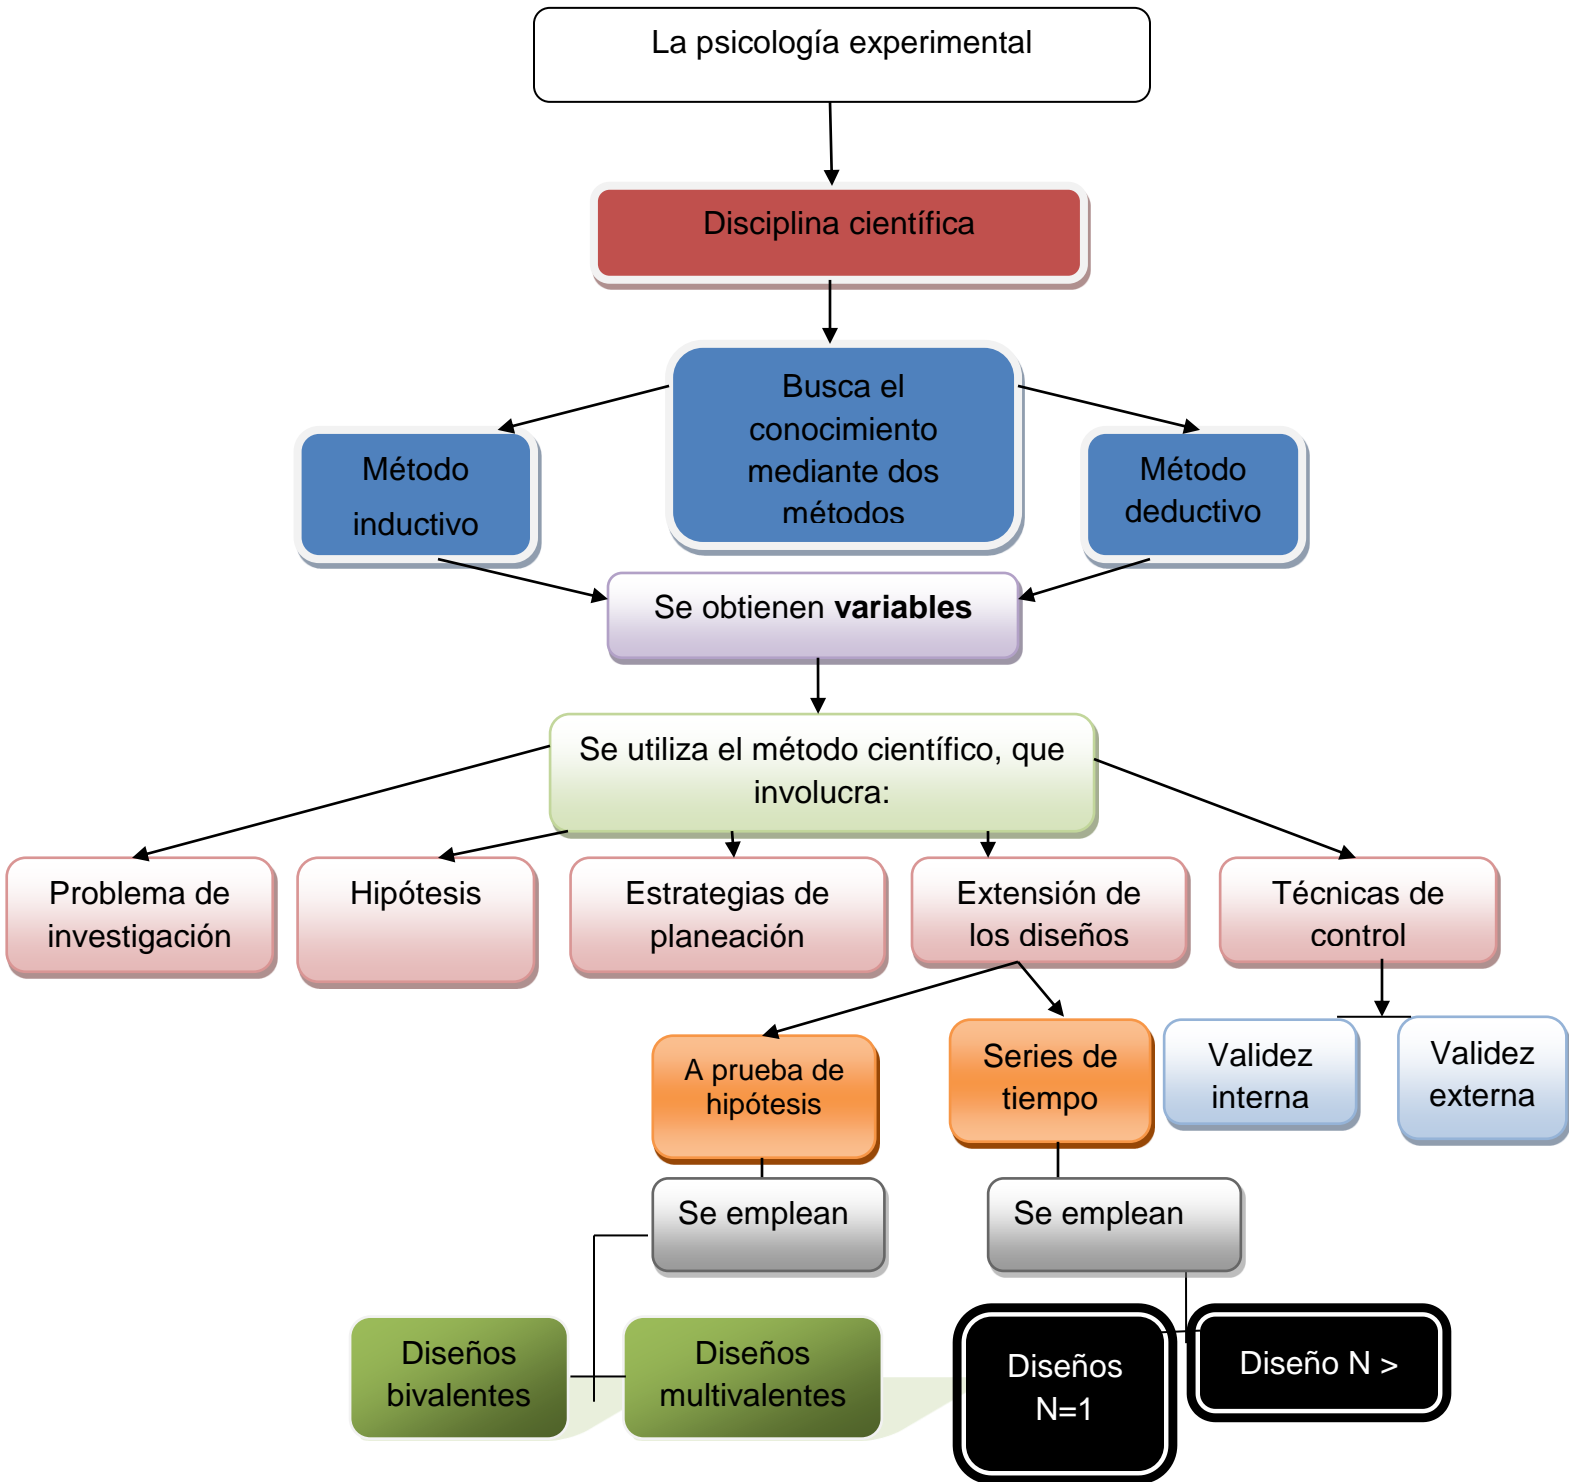 La psicología experimental
Disciplina científica
Busca el
conocimiento
mediante dos
métodos
Método
inductivo
Método
deductivo
Se obtienen variables
Se utiliza el método científico, que
involucra:
Problema de
investigación
Hipótesis
Estrategias de
planeación
Extensión de
los diseños
Técnicas de
control
A prueba de
hipótesis
Series de
tiempo
Validez
interna
Validez
externa
Se emplean
Se emplean
Diseños
bivalentes
Diseños
multivalentes
Diseños
N=1
Diseño N >